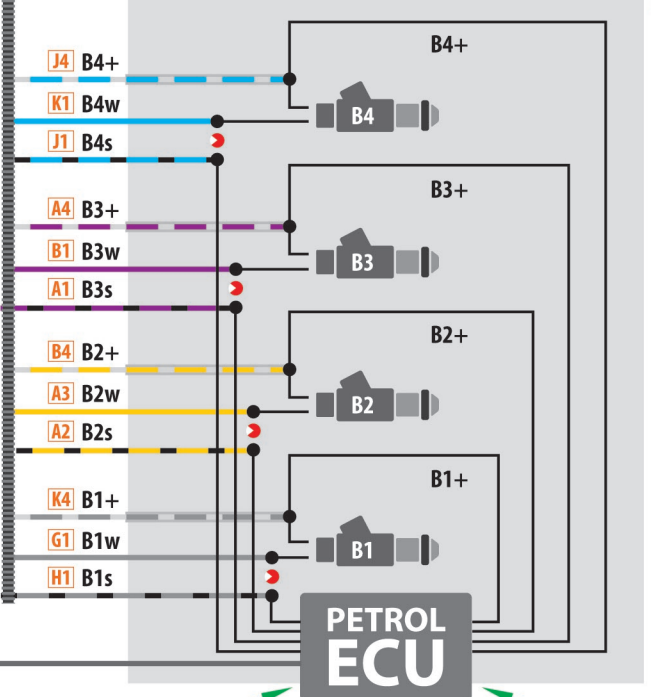 B4+
J4 B4+
K1 B4w
B4
J1 B4s
B3+
A4 B3+
B1 B3w
B3
A1 B3s
B2+
B4 B2+
A3 B2w
B2
A2 B2s
B1+
K4 B1+
G1 B1w
B1
H1 B1s
PETROL
ECU